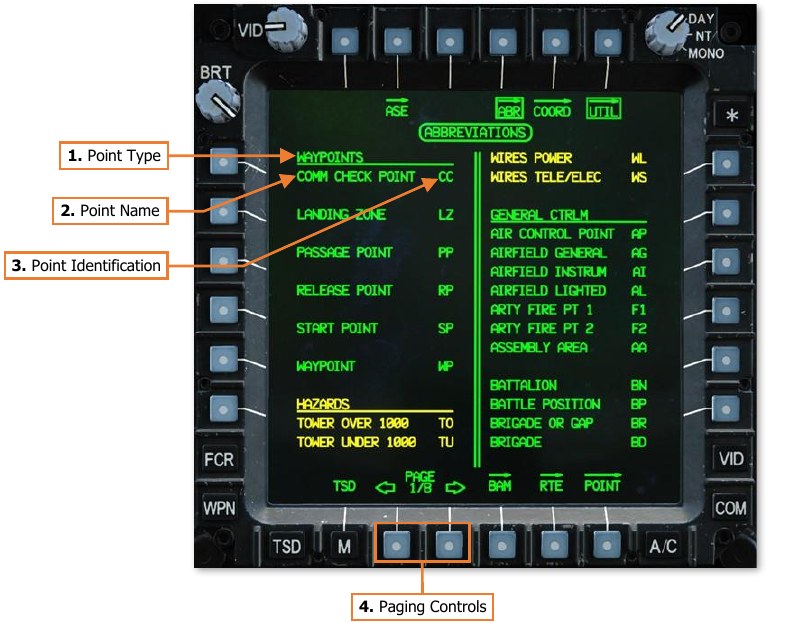 VID
DAY
NT
MONO
BRT
*
ASE
ABR
COORD
UTIL
ABBREVIATIONS
1. Point Type
2. Point Name
3. Point Identification
WAYPOINTS
COMM CHECK POINT CC
LANDING ZONE LZ
PASSAGE POINT PP
RELEASE POINT RP
START POINT SP
WAYPOINT WP
HAZARDS
TOWER OVER 1000 TO
TOWER UNDER 1000 TU
WIRES POWER WL
WIRES TELE/ELEC WS
GENERAL CTRLM
AIR CONTROL POINT AP
AIRFIELD GENERAL AG
AIRFIELD INSTRUM AI
AIRFIELD LIGHTED AL
ARTY FIRE PT 1 F1
ARTY FIRE PT 2 F2
ASSEMBLY AREA AA
BATTALION BN
BATTLE POSITION BP
BRIGADE OR GAP BR
BRIGADE BD
FCR
WPN
VID
COM
TSD
PAGE
1/8
BAM
RTE
POINT
TSD
M
A/C
4. Paging Controls